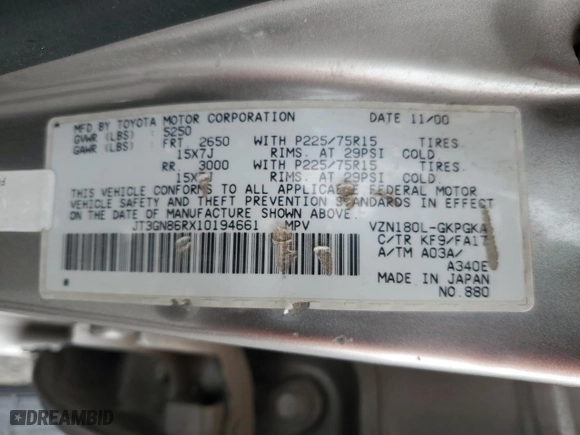 MFD BY TOYOTA MOTOR CORPORATION DATE 11/00
GVWR (LBS) 5250
GAWR (LBS) FRT 2650 WITH P225/75R15 TIRES
15X7J RIMS. AT 29PSI COLD
RR 3000 WITH P225/75R15 TIRES
RIMS. AT 29PSI COLD
THIS VEHICLE CONFORMS TO ALL APPLICABLE FEDERAL MOTOR
VEHICLE SAFETY AND THEFT PREVENTION STANDARDS IN EFFECT
ON THE DATE OF MANUFACTURE SHOWN ABOVE.
JT3GN86RX10194661 MPV VZN180L-GKPGKA
C/TR KF9/FA17
A/TM A03A/
A340E
MADE IN JAPAN
NO.880
DREAMBID